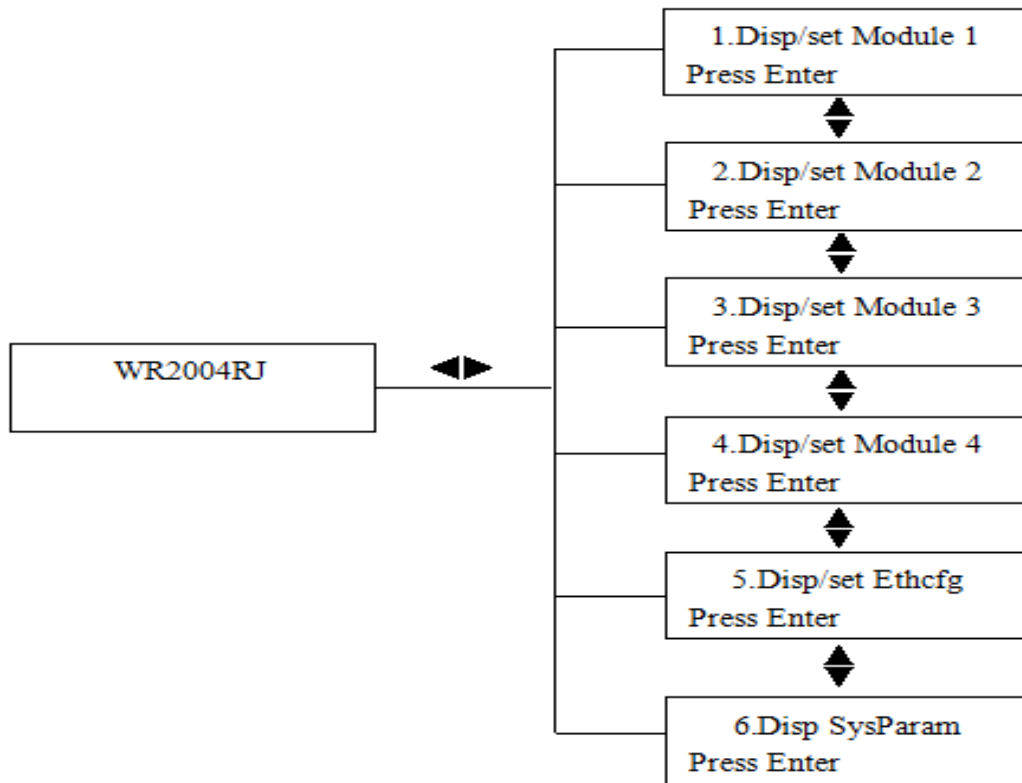 1.Disp/set Module 1
Press Enter
2.Disp/set Module 2
Press Enter
3.Disp/set Module 3
Press Enter
WR2004RJ
4.Disp/set Module 4
Press Enter
5.Disp/set Ethcfg
Press Enter
6.Disp SysParam
Press Enter